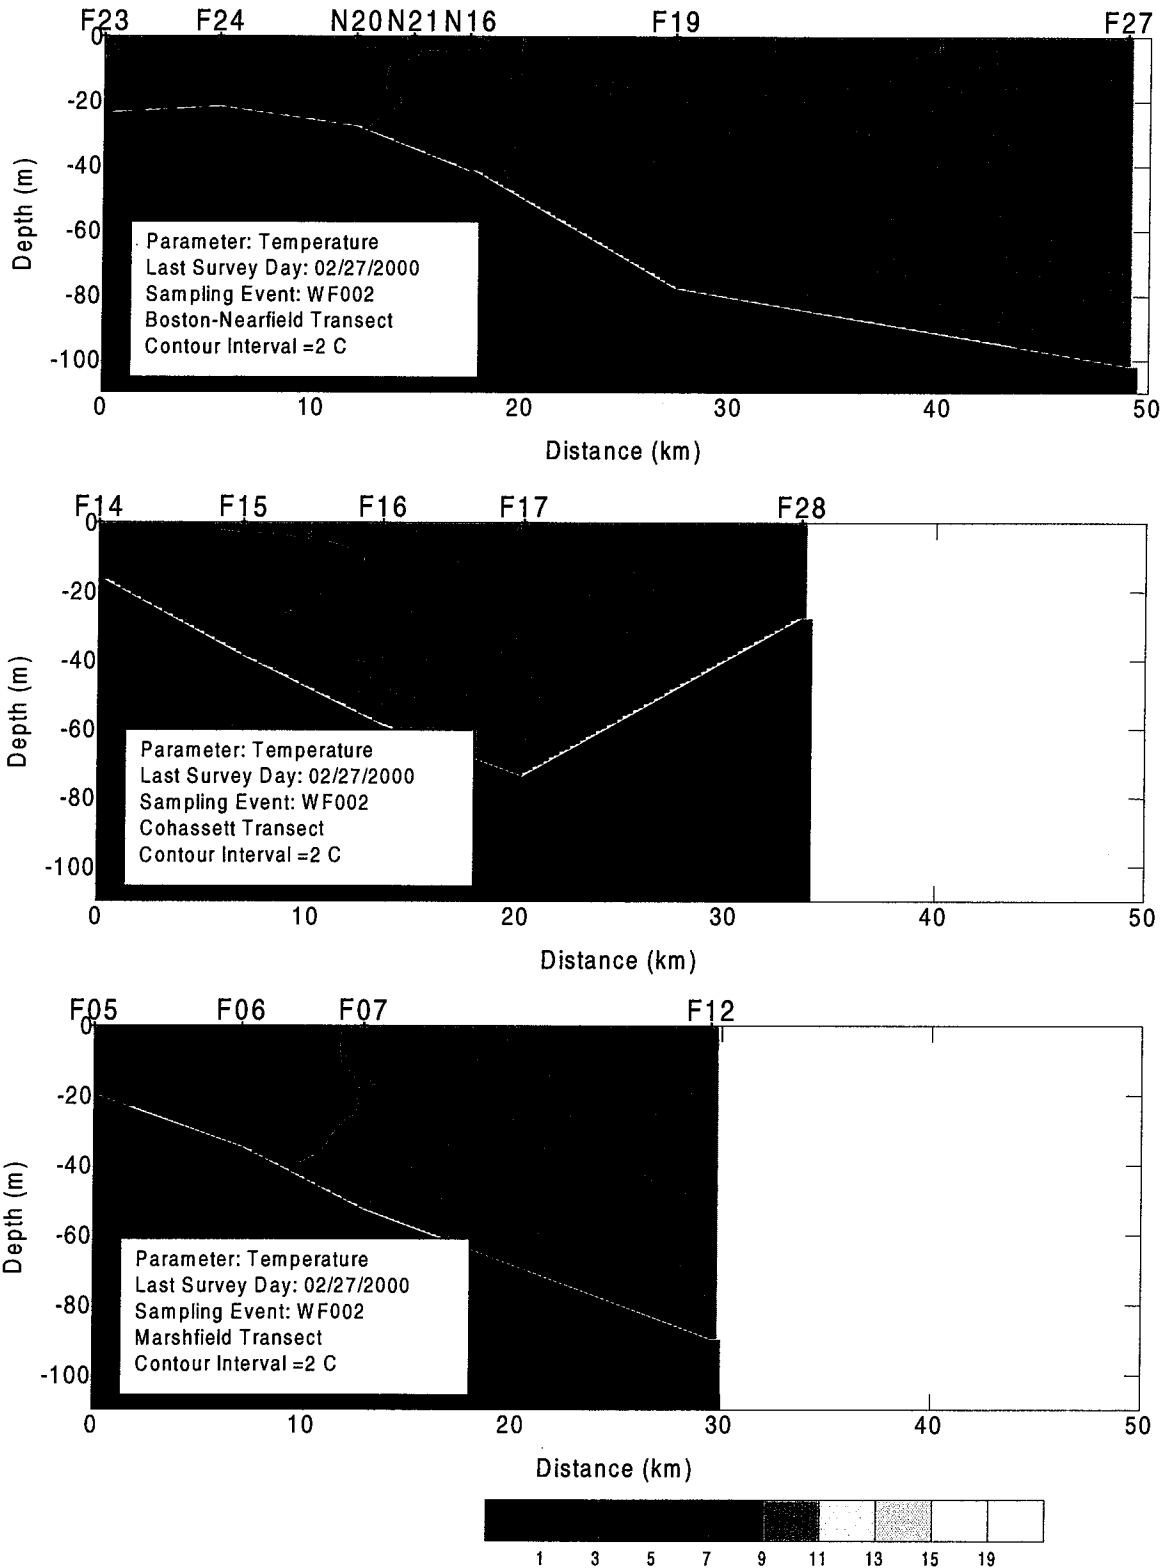 F23 F24 N20 N21 N16 F19 F27
0
-20
-40
-60
-80
-100
Depth (m)
Parameter: Temperature
Last Survey Day: 02/27/2000
Sampling Event: WF002
Boston-Nearfield Transect
Contour Interval =2 C
0 10 20 30 40 50
Distance (km)
F14 F15 F16 F17 F28
0
-20
-40
-60
-80
-100
Depth (m)
Parameter: Temperature
Last Survey Day: 02/27/2000
Sampling Event: WF002
Cohassett Transect
Contour Interval =2 C
0 10 20 30 40 50
Distance (km)
F05 F06 F07 F12
0
-20
-40
-60
-80
-100
Depth (m)
Parameter: Temperature
Last Survey Day: 02/27/2000
Sampling Event: WF002
Marshfield Transect
Contour Interval =2 C
0 10 20 30 40 50
Distance (km)
1 3 5 7 9 11 13 15 19